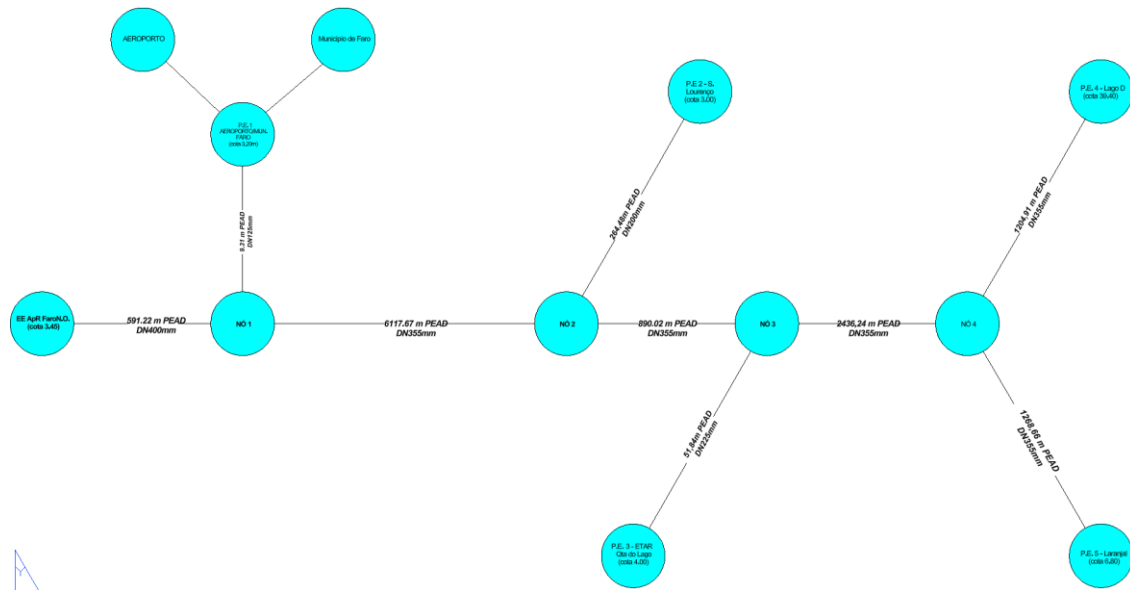 AEROPORTO
Município de Faro
P.E. 1
AEROPORTO/MUN.
FARO
(cota 3,20m)
P.E 2 - S.
Lourenço
(cota 3.00)
P.E. 4 - Lago D
(cota 39.40)
9.31 m PEAD
DN125mm
264,48m PEAD
DN200mm
1204,91 m PEAD
DN355mm
EE ApR FaroN.O.
(cota 3.45)
591.22 m PEAD
DN400mm
NÓ 1
6117.67 m PEAD
DN355mm
NÓ 2
890.02 m PEAD
DN355mm
NÓ 3
2436,24 m PEAD
DN355mm
NÓ 4
51,84m PEAD
DN225mm
1268,66 m PEAD
DN355mm
P.E. 3 - ETAR
Qta do Lago
(cota 4.00)
P.E. 5 - Laranjal
(cota 6.80)
Y